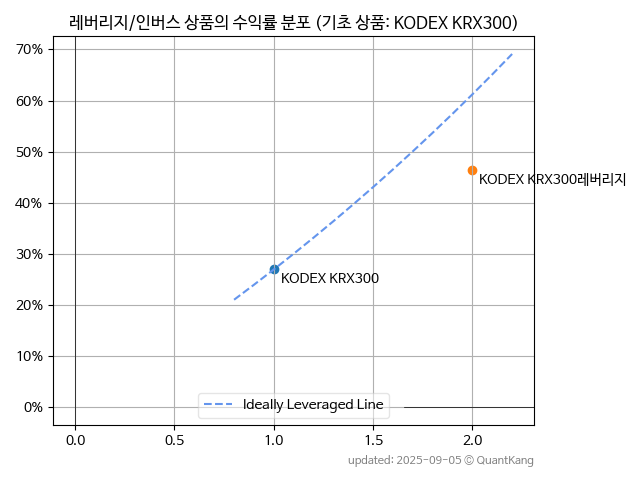 레버리지/인버스 상품의 수익률 분포 (기초 상품: KODEX KRX300)
70%
60%
50%
40%
30%
20%
10%
0%
KODEX KRX300레버리지
KODEX KRX300
Ideally Leveraged Line
0.0 0.5 1.0 1.5 2.0
updated: 2025-09-05 © QuantKang